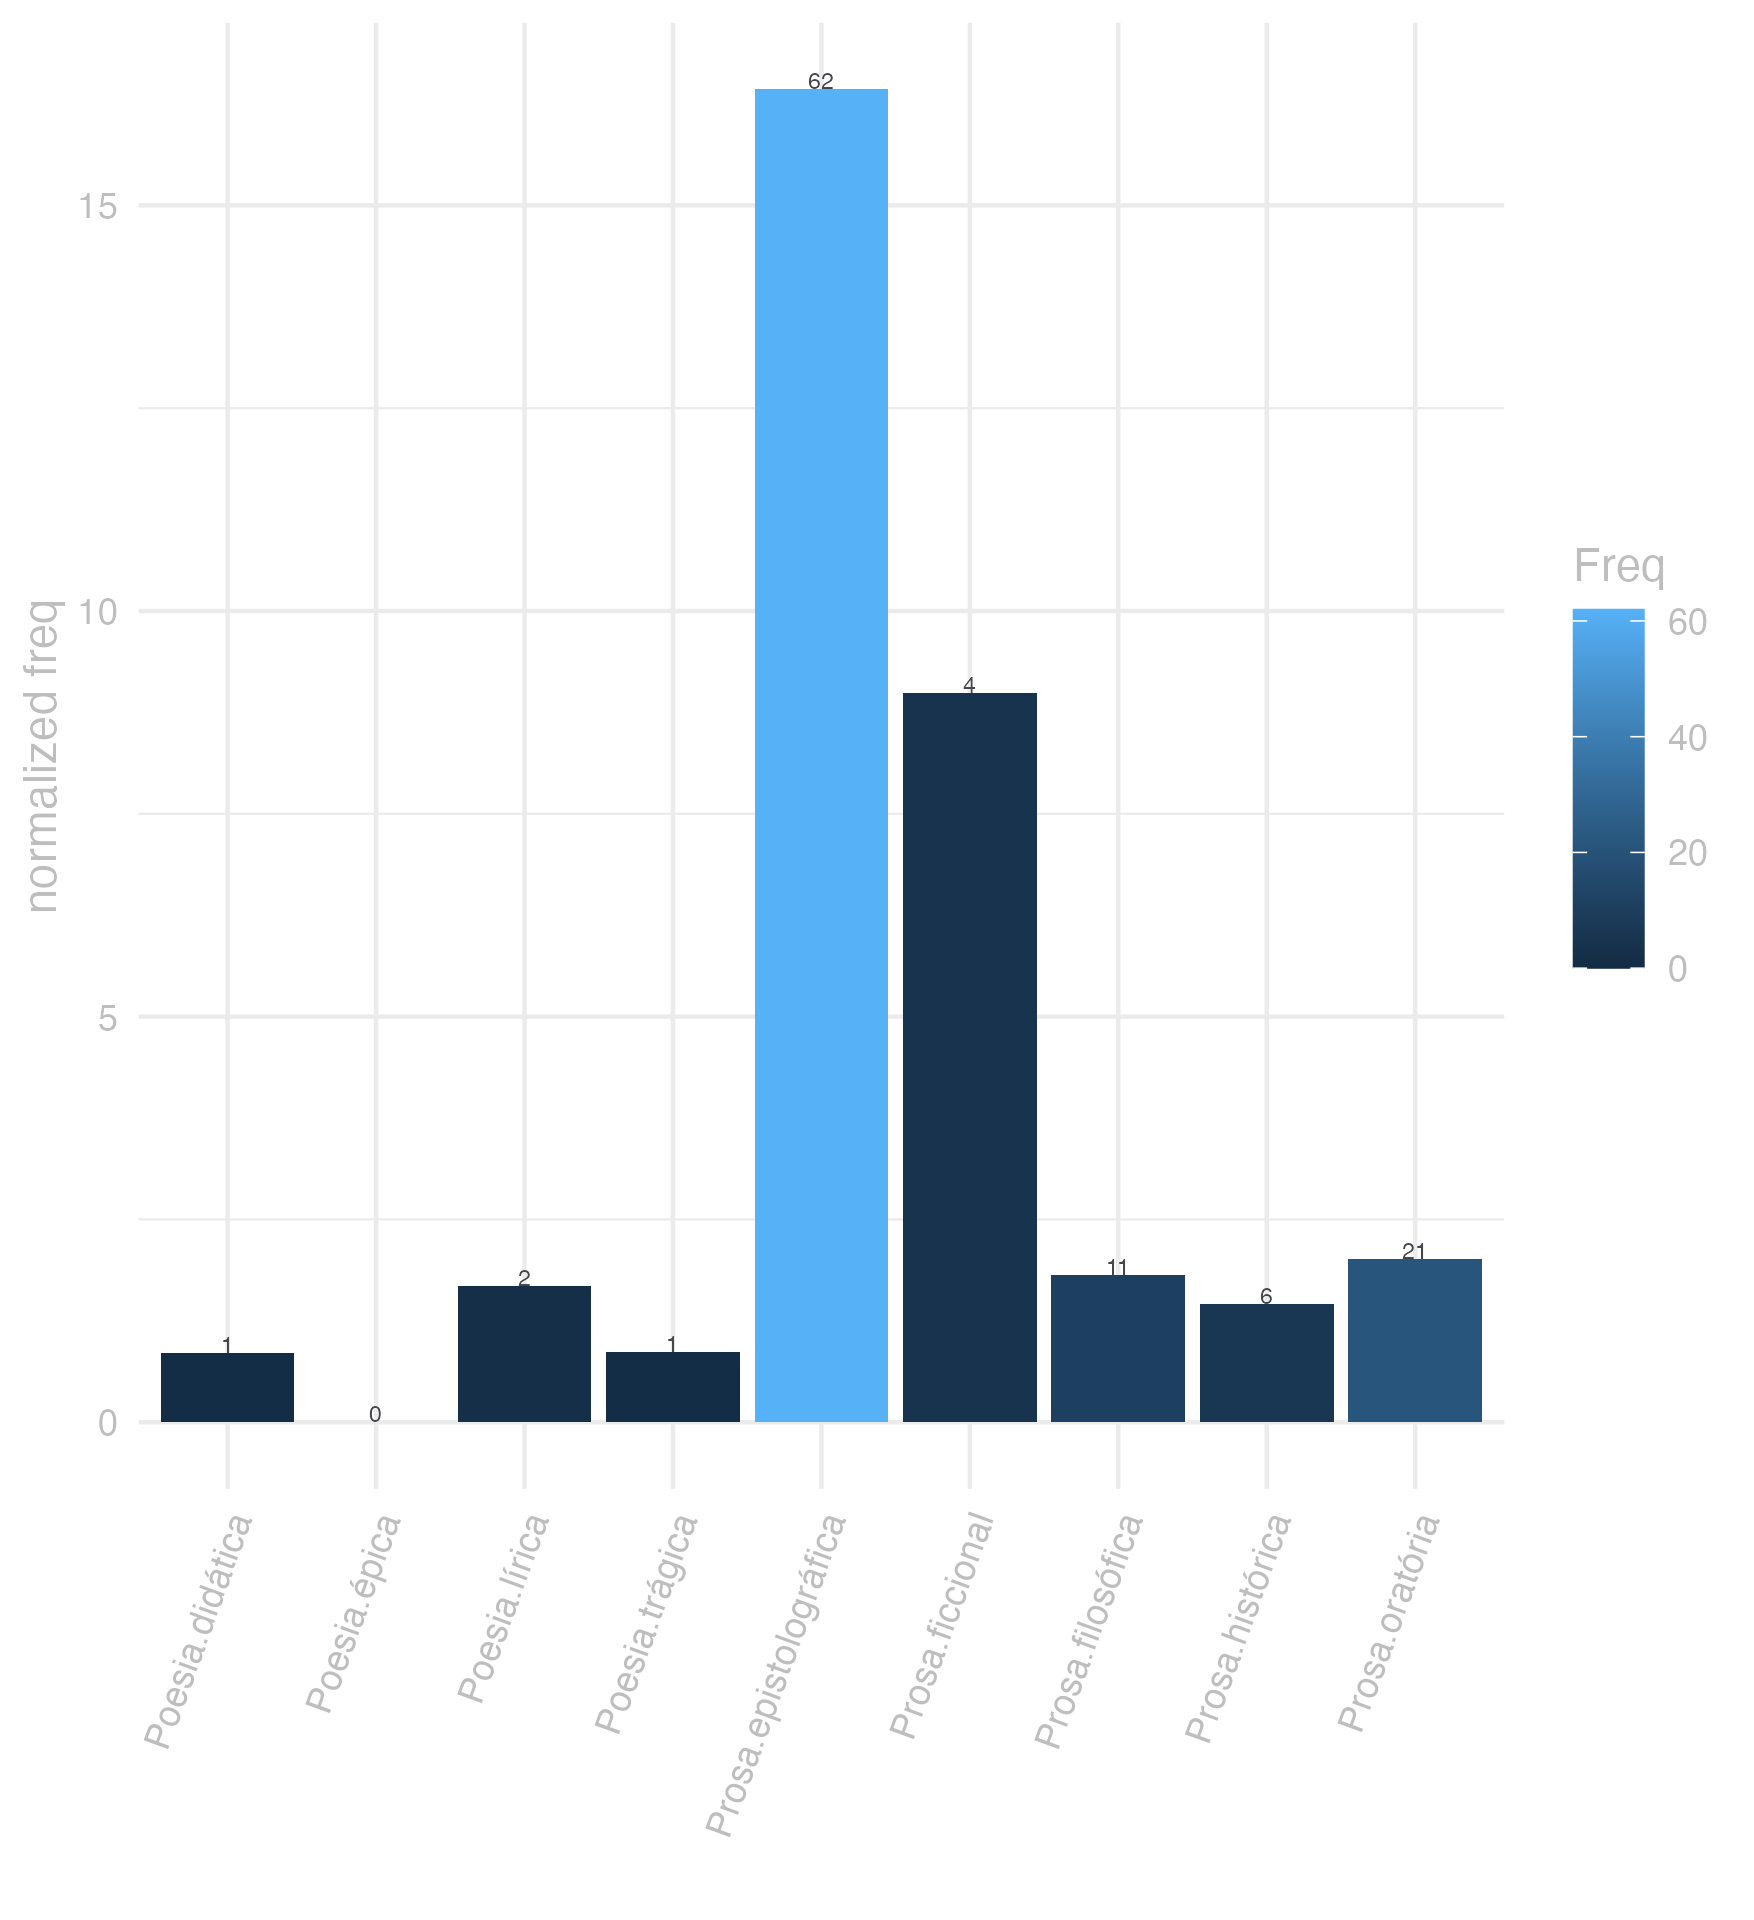 62
15
4
10
normalized freq
5
21
11
2
6
1
1
0
0
Poesia.didática
Poesia.épica
Poesia.lírica
Poesia.trágica
Prosa.epistolográfica
Prosa.ficcional
Prosa.filosófica
Prosa.histórica
Prosa.oratória
Freq
60
40
20
0